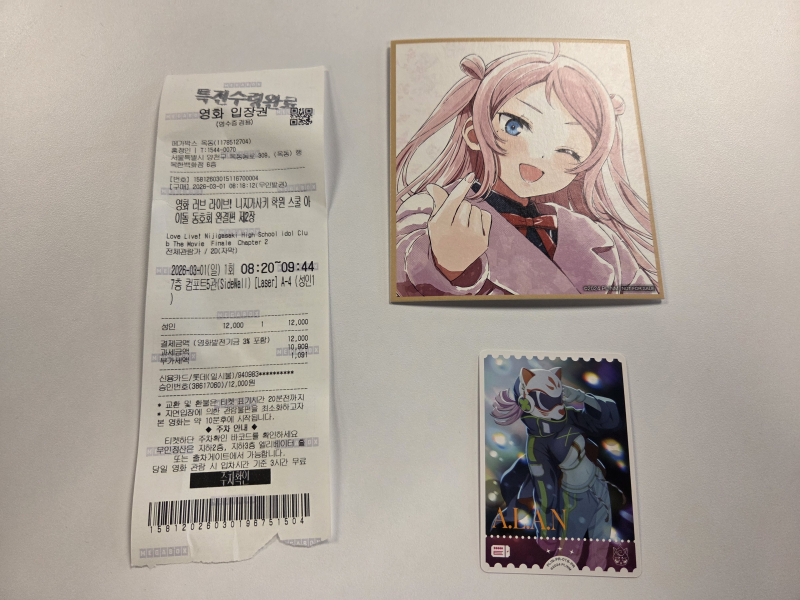 특전수령완료
영화 입장권
(영수증겸용)
메가박스 목동(1178512704)
홍정인 | T:1544-0070
서울특별시 양천구 목동동로 309, (목동) 행
복한백화점 6층
[번호] 15812603015116700004
[구매] 2026-03-01 08:18:12(무인발권)
영화 러브 라이브! 니지가사키 학원 스쿨 아
이돌 동호회 완결편 제2장
Love Live! Nijigasaki High School Idol Clu
b The Movie Finale Chapter 2
전체관람가 / 2D(자막)
2026-03-01(일) 1회 08:20~09:44
7층 컴포트5관(SideWall) [Laser] A-4 (성인1
)
성인 12,000 1 12,000
결제금액 (영화발전기금 3% 포함) 12,000
과세금액 10,909
부가세액 1,091
신용카드/롯데(일시불)/940963**********
승인번호(38617060)/12,000원
* 교환 및 환불은 티켓 표기시간 20분전까지
* 지연입장에 의한 관람불편을 최소화하고자
본 영화는 약 10분후에 시작됩니다.
◆ 주차 안내 ◆
티켓하단 주차확인 바코드를 확인하세요
무인정산은 지하2층, 지하3층 엘리베이터 홀
또는 출차게이트에서 가능합니다.
당일 영화 관람 시 입차시간 기준 3시간 무료
주차확인
15812026030196751504
MEGABOX
A.L.A.N